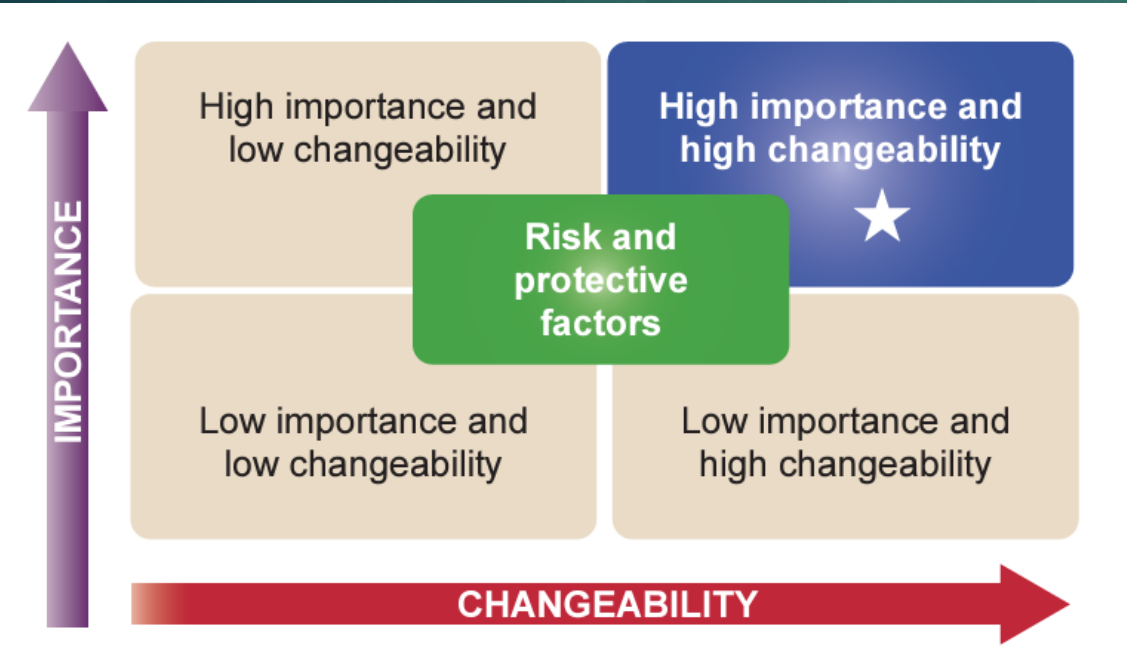 High importance and
low changeability
High importance and
high changeability
Risk and
protective
factors
Low importance and
low changeability
Low importance and
high changeability
IMPORTANCE
CHANGEABILITY